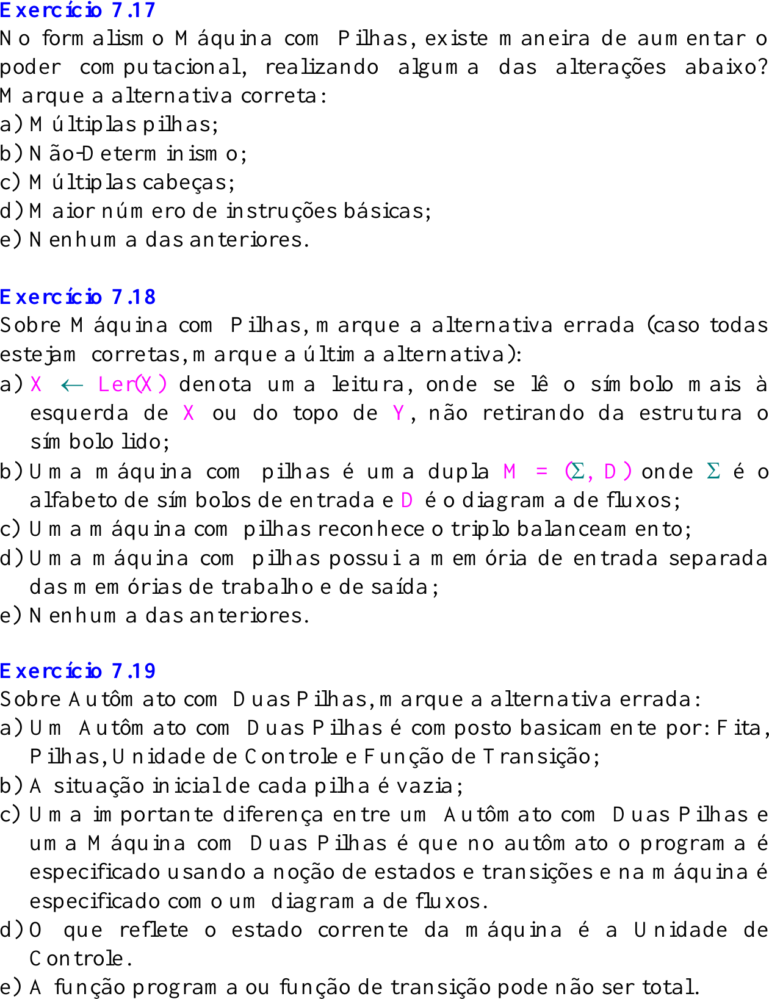 Exercício 7.17
No formalismo Máquina com Pilhas, existe maneira de aumentar o
poder computacional, realizando alguma das alterações abaixo?
Marque a alternativa correta:
a) Múltiplas pilhas;
b) Não-Determinismo;
c) Múltiplas cabeças;
d) Maior número de instruções básicas;
e) Nenhuma das anteriores.
Exercício 7.18
Sobre Máquina com Pilhas, marque a alternativa errada (caso todas
estejam corretas, marque a última alternativa):
a) X ← Ler(X) denota uma leitura, onde se lê o símbolo mais à
esquerda de X ou do topo de Y, não retirando da estrutura o
símbolo lido;
b) Uma máquina com pilhas é uma dupla M = (Σ, D) onde Σ é o
alfabeto de símbolos de entrada e D é o diagrama de fluxos;
c) Uma máquina com pilhas reconhece o triplo balanceamento;
d) Uma máquina com pilhas possui a memória de entrada separada
das memórias de trabalho e de saída;
e) Nenhuma das anteriores.
Exercício 7.19
Sobre Autômato com Duas Pilhas, marque a alternativa errada:
a) Um Autômato com Duas Pilhas é composto basicamente por: Fita,
Pilhas, Unidade de Controle e Função de Transição;
b) A situação inicial de cada pilha é vazia;
c) Uma importante diferença entre um Autômato com Duas Pilhas e
uma Máquina com Duas Pilhas é que no autômato o programa é
especificado usando a noção de estados e transições e na máquina é
especificado como um diagrama de fluxos.
d) O que reflete o estado corrente da máquina é a Unidade de
Controle.
e) A função programa ou função de transição pode não ser total.